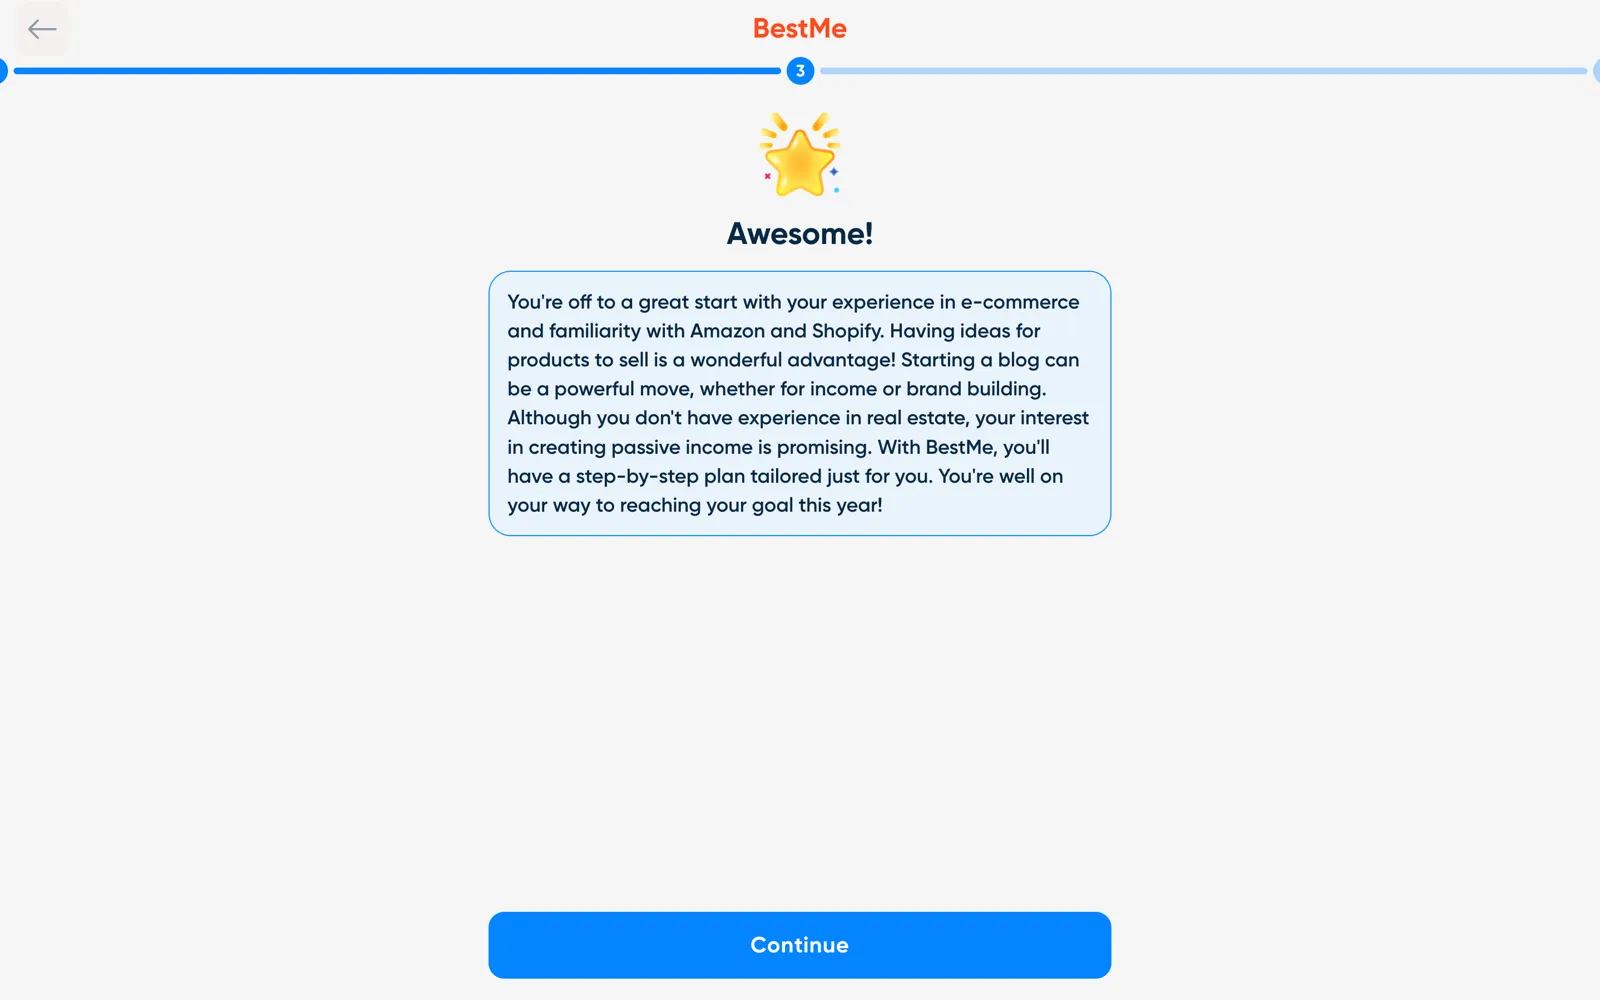 BestMe
3
Awesome!
You're off to a great start with your experience in e-commerce
and familiarity with Amazon and Shopify. Having ideas for
products to sell is a wonderful advantage! Starting a blog can
be a powerful move, whether for income or brand building.
Although you don't have experience in real estate, your interest
in creating passive income is promising. With BestMe, you'll
have a step-by-step plan tailored just for you. You're well on
your way to reaching your goal this year!
Continue